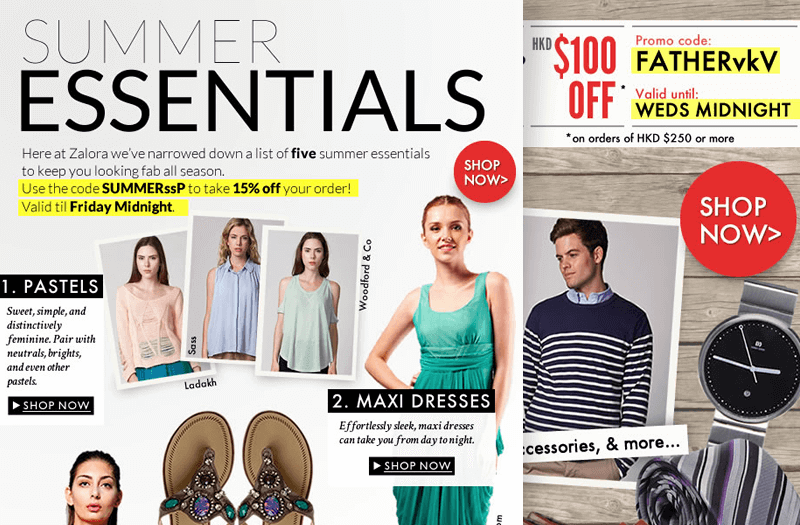 SUMMER
ESSENTIALS
Here at Zalora we've narrowed down a list of five summer essentials
to keep you looking fab all season.
Use the code SUMMERssP to take 15% off your order!
Valid til Friday Midnight.
SHOP
NOW>
1. PASTELS
Sweet, simple, and
distinctively
feminine. Pair with
neutrals, brights,
and even other
pastels.
SHOP NOW
Ladakh
Sass
Woodford & Co
2. MAXI DRESSES
Effortlessly sleek, maxi dresses
can take you from day to night.
SHOP NOW
HKD
$100
OFF*
Promo code:
FATHERvkV
Valid until:
WEDS MIDNIGHT
*on orders of HKD $250 or more
SHOP
NOW>
ccessories, & more...